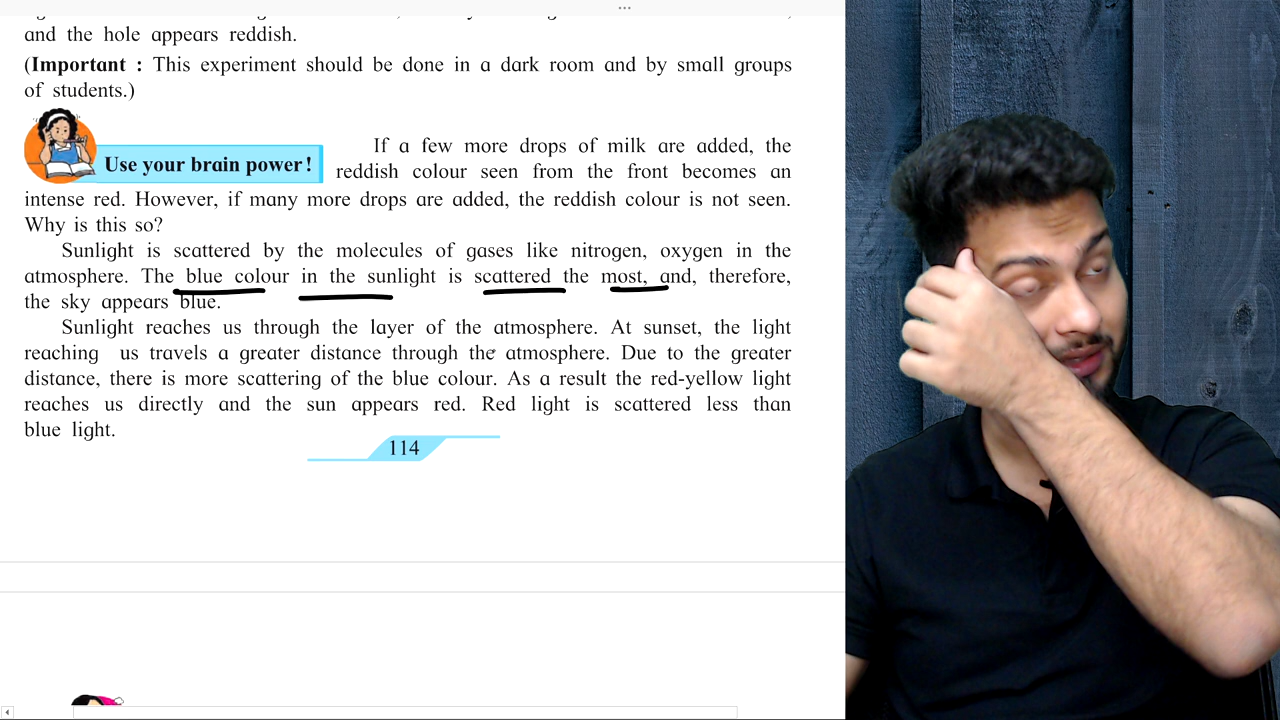 and the hole appears reddish.
(Important : This experiment should be done in a dark room and by small groups
of students.)
Use your brain power!
If a few more drops of milk are added, the
reddish colour seen from the front becomes an
intense red. However, if many more drops are added, the reddish colour is not seen.
Why is this so?
Sunlight is scattered by the molecules of gases like nitrogen, oxygen in the
atmosphere. The blue colour in the sunlight is scattered the most, and, therefore,
the sky appears blue.
Sunlight reaches us through the layer of the atmosphere. At sunset, the light
reaching us travels a greater distance through the atmosphere. Due to the greater
distance, there is more scattering of the blue colour. As a result the red-yellow light
reaches us directly and the sun appears red. Red light is scattered less than
blue light.
114